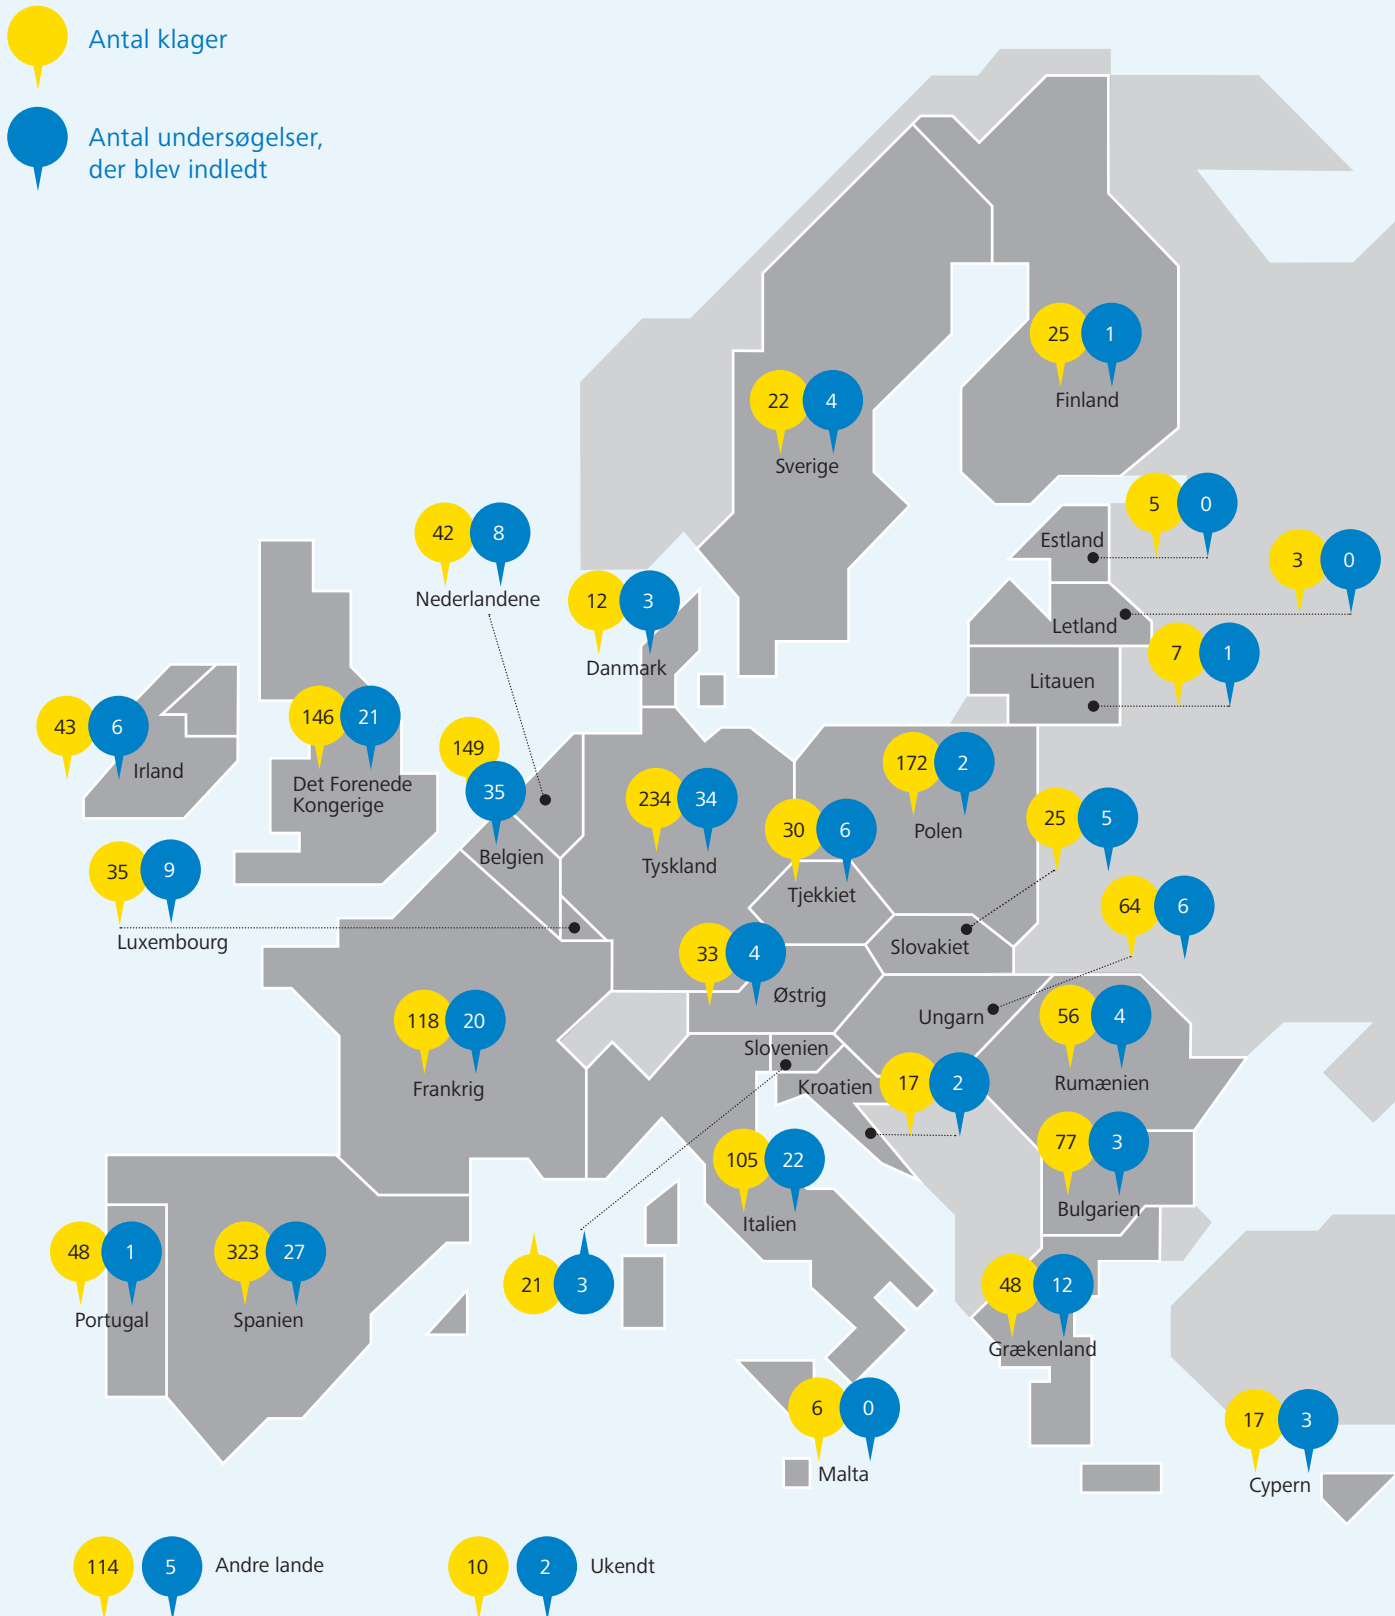 Antal klager
Antal undersøgelser,
der blev indledt
25 1
Finland
22 4
Sverige
5 0
Estland
3 0
Letland
42 8
Nederlandene
12 3
Danmark
7 1
Litauen
43 6
Irland
146 21
Det Forenede
Kongerige
149
35
Belgien
234 34
Tyskland
172 2
Polen
30 6
Tjekkiet
25 5
Slovakiet
35 9
Luxembourg
64 6
Ungarn
33 4
Østrig
118 20
Frankrig
56 4
Rumænien
Slovenien
21 3
Kroatien
17 2
77 3
Bulgarien
105 22
Italien
48 1
Portugal
323 27
Spanien
48 12
Grækenland
6 0
Malta
17 3
Cypern
114 5 Andre lande
10 2 Ukendt